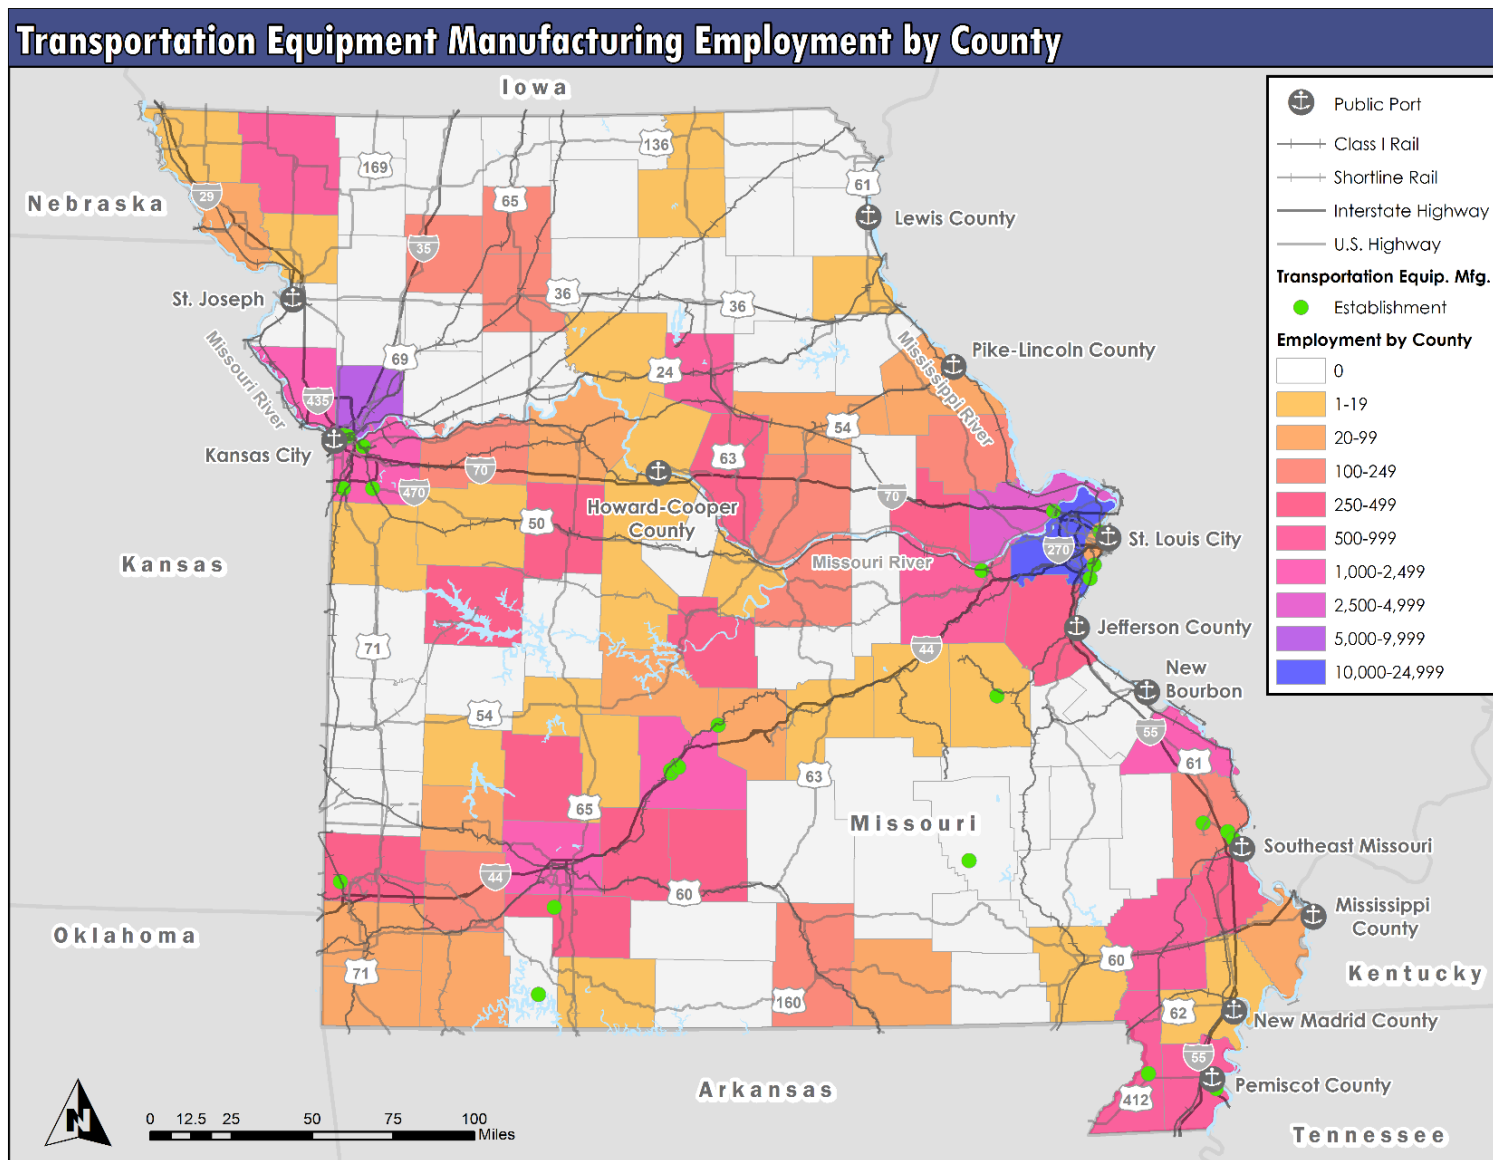 Transportation Equipment Manufacturing Employment by County
Iowa
Public Port
Class I Rail
Shortline Rail
Interstate Highway
U.S. Highway
Transportation Equip. Mfg.
Establishment
Employment by County
0
1-19
20-99
100-249
250-499
500-999
1,000-2,499
2,500-4,999
5,000-9,999
10,000-24,999
136
169
61
29
65
Nebraska
Lewis County
35
St. Joseph
36
36
Mississippi River
Missouri River
69
24
Pike-Lincoln County
435
54
Kansas City
63
70
470
70
Howard-Cooper
County
50
St. Louis City
270
Kansas
Missouri River
Jefferson County
71
44
New
Bourbon
54
55
61
63
65
Missouri
Southeast Missouri
44
60
Mississippi
County
Oklahoma
60
71
Kentucky
160
62
New Madrid County
55
Pemiscot County
Arkansas
412
N
0 12.5 25 50 75 100
Miles
Tennessee